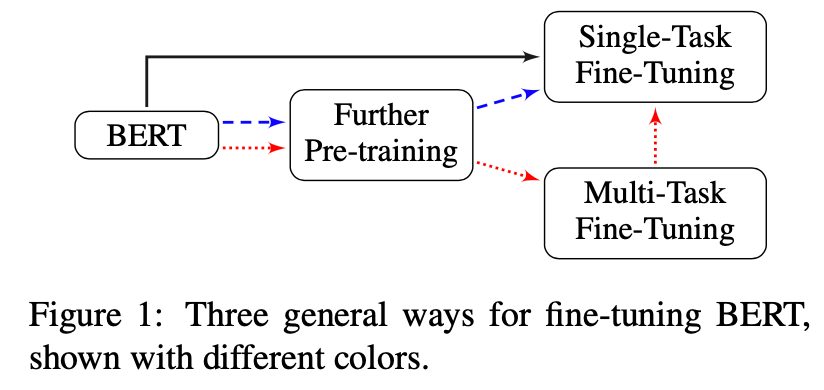 Single-Task
Fine-Tuning
BERT
Further
Pre-training
Multi-Task
Fine-Tuning
Figure 1: Three general ways for fine-tuning BERT,
shown with different colors.